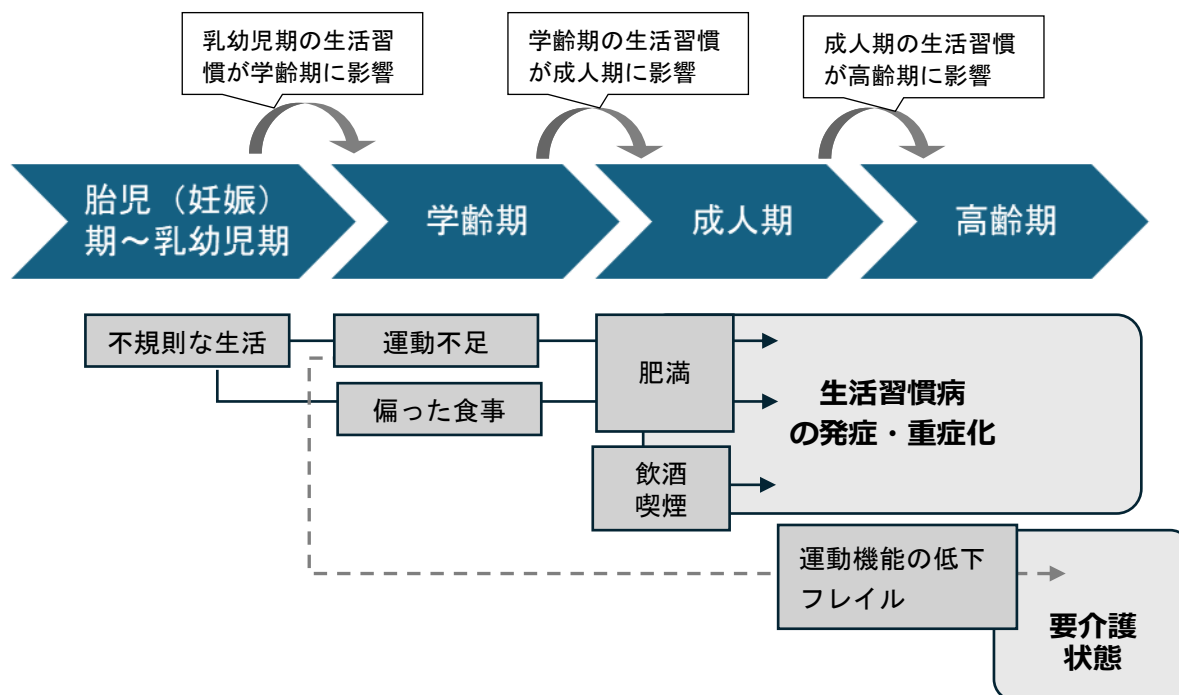 乳幼児期の生活習
慣が学齢期に影響
学齢期の生活習慣
が成人期に影響
成人期の生活習慣
が高齢期に影響
胎児（妊娠）
期～乳幼児期
学齢期
成人期
高齢期
不規則な生活
運動不足
偏った食事
肥満
飲酒
喫煙
生活習慣病
の発症・重症化
運動機能の低下
フレイル
要介護
状態